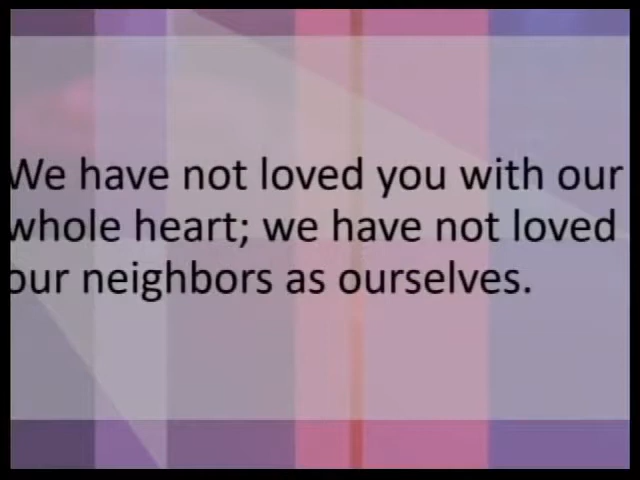 We have not loved you with our
whole heart; we have not loved
our neighbors as ourselves.